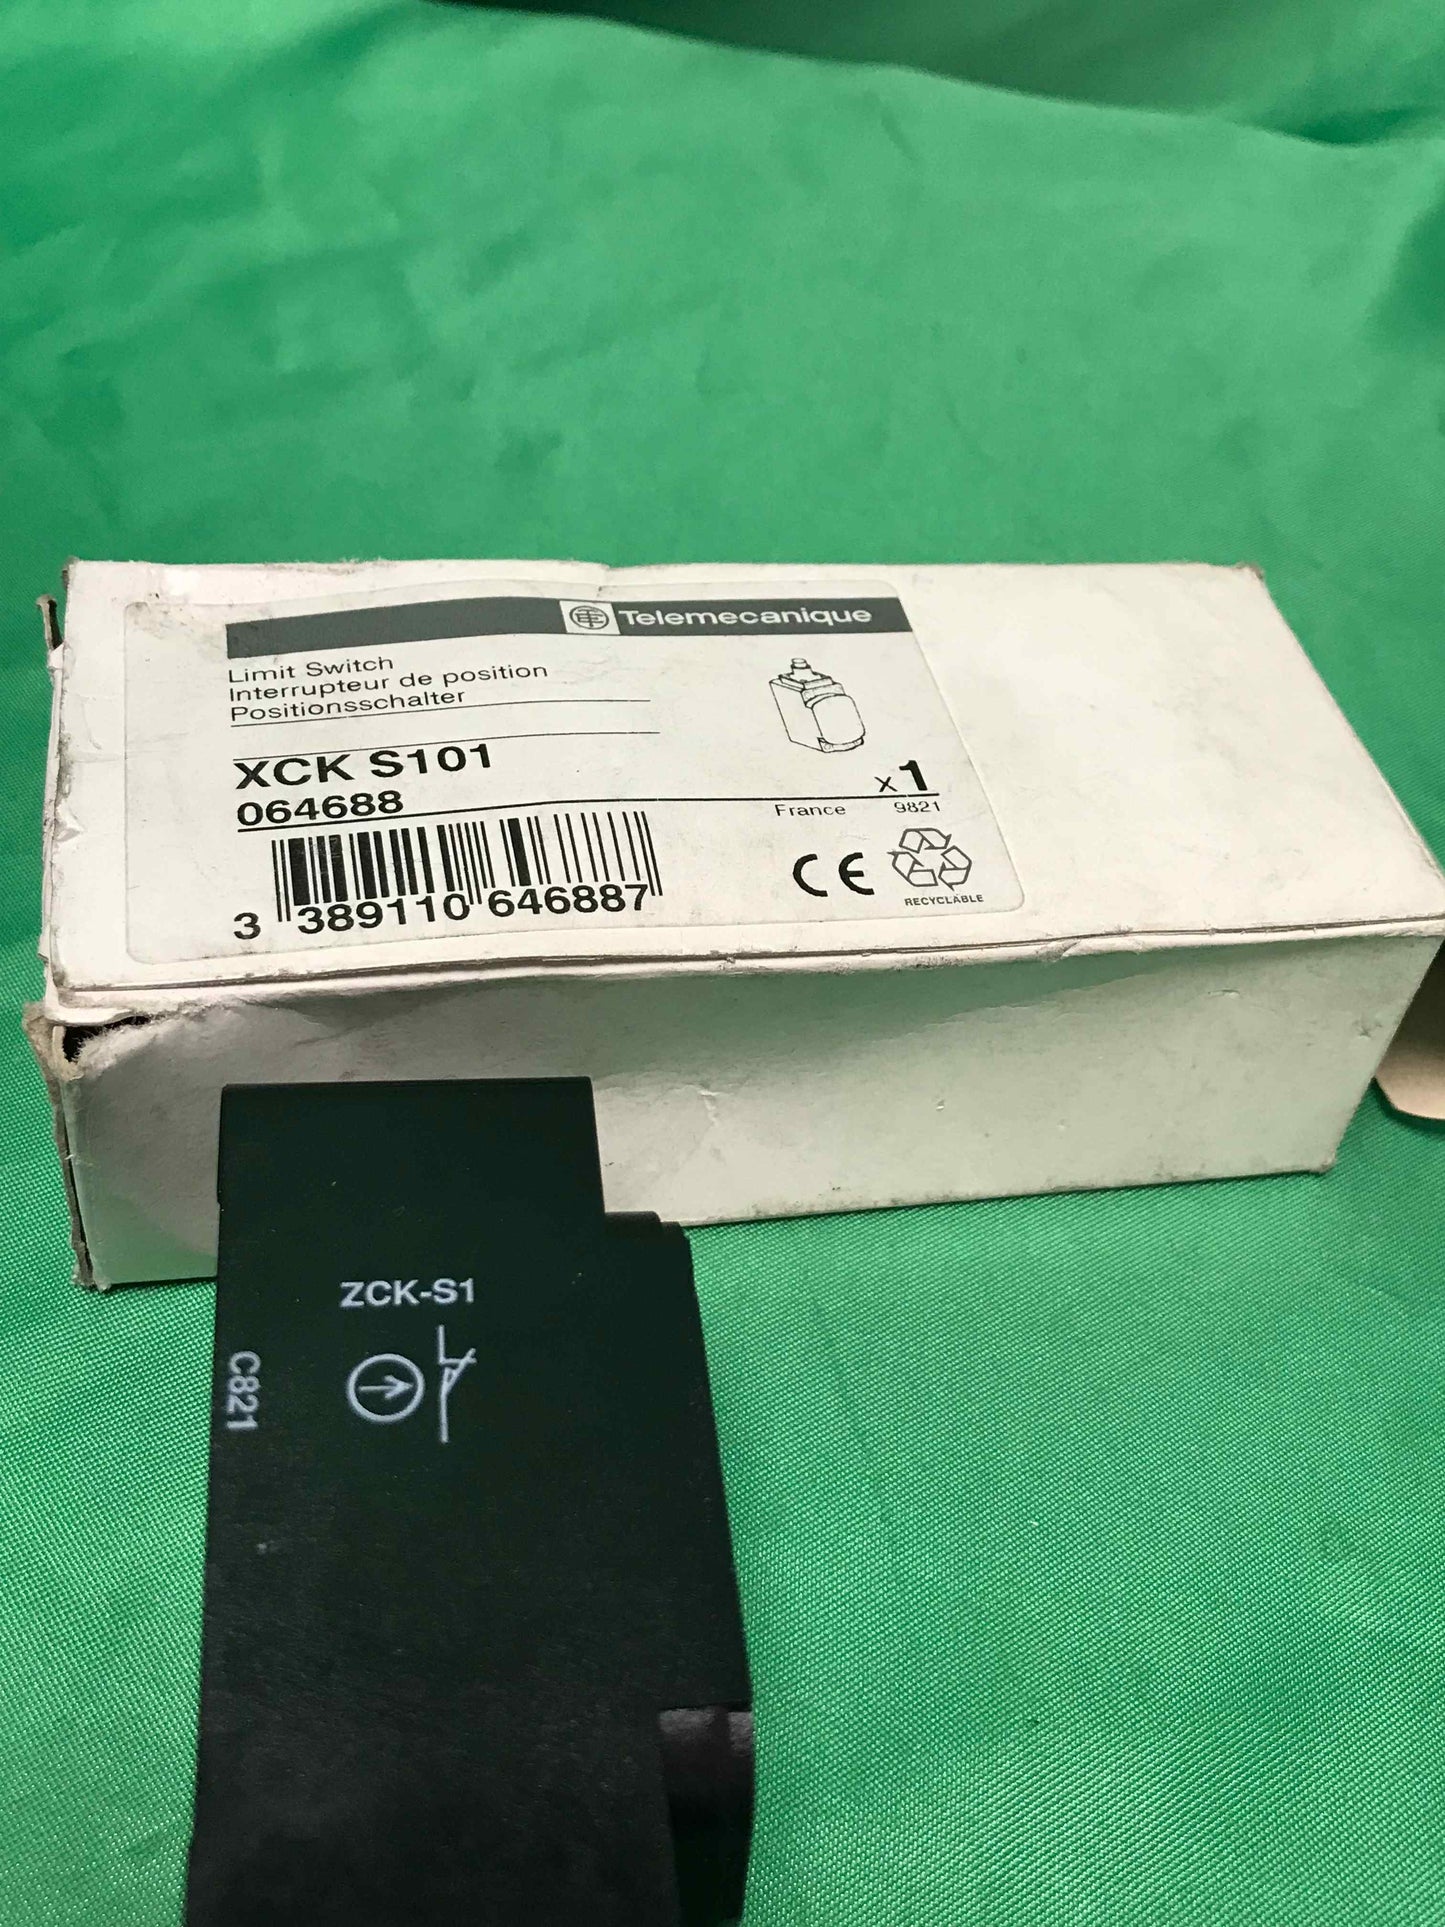 Telemecanique
Limit Switch
Interrupteur de position
Positionsschalter
XCK S101
064688
x 1
France 9821
3 389110 646887
CE
RECYCLABLE
ZCK-S1
C821